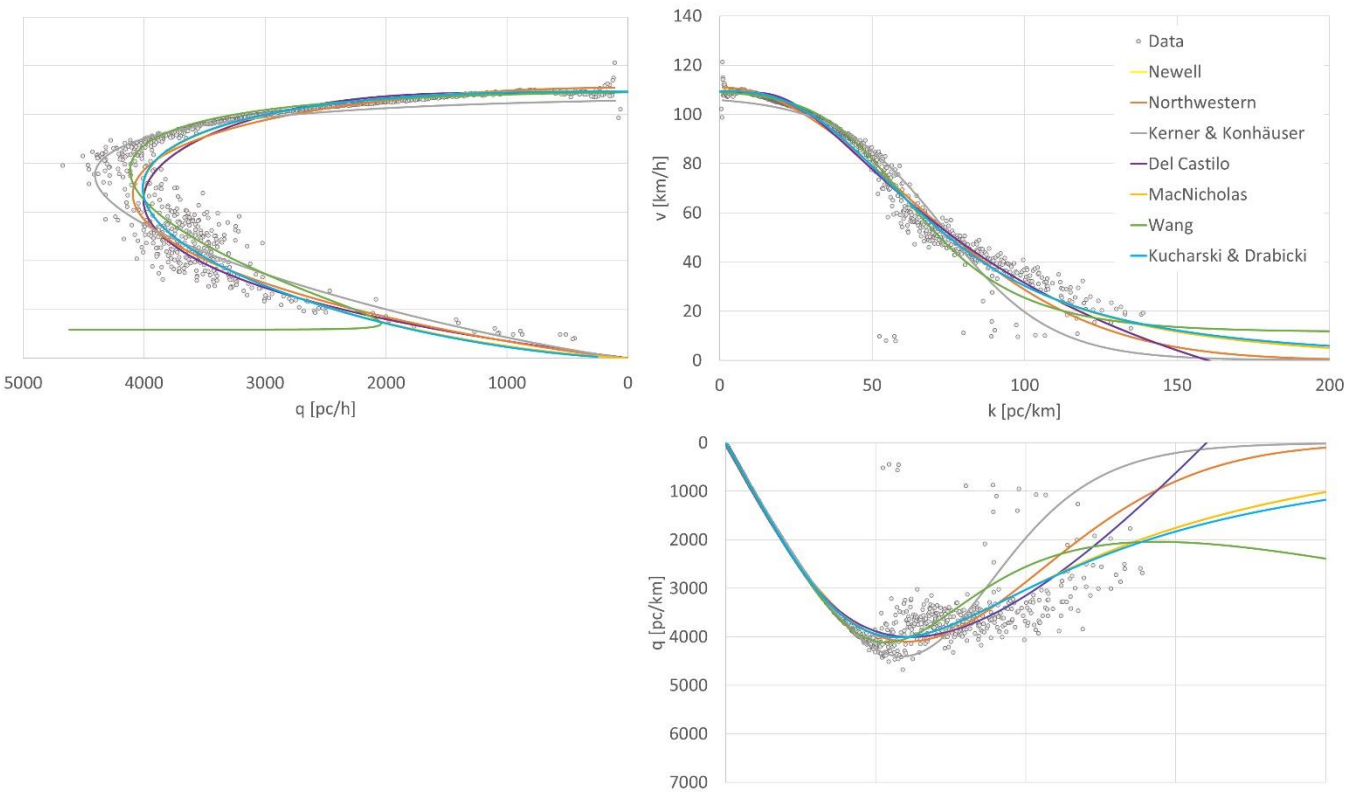 140
120
100
80
60
40
20
0
v [km/h]
Data
Newell
Northwestern
Kerner & Konhäuser
Del Castilo
MacNicholas
Wang
Kucharski & Drabicki
5000 4000 3000 2000 1000 0
q [pc/h]
0 50 100 150 200
k [pc/km]
0
1000
2000
3000
4000
5000
6000
7000
q [pc/km]